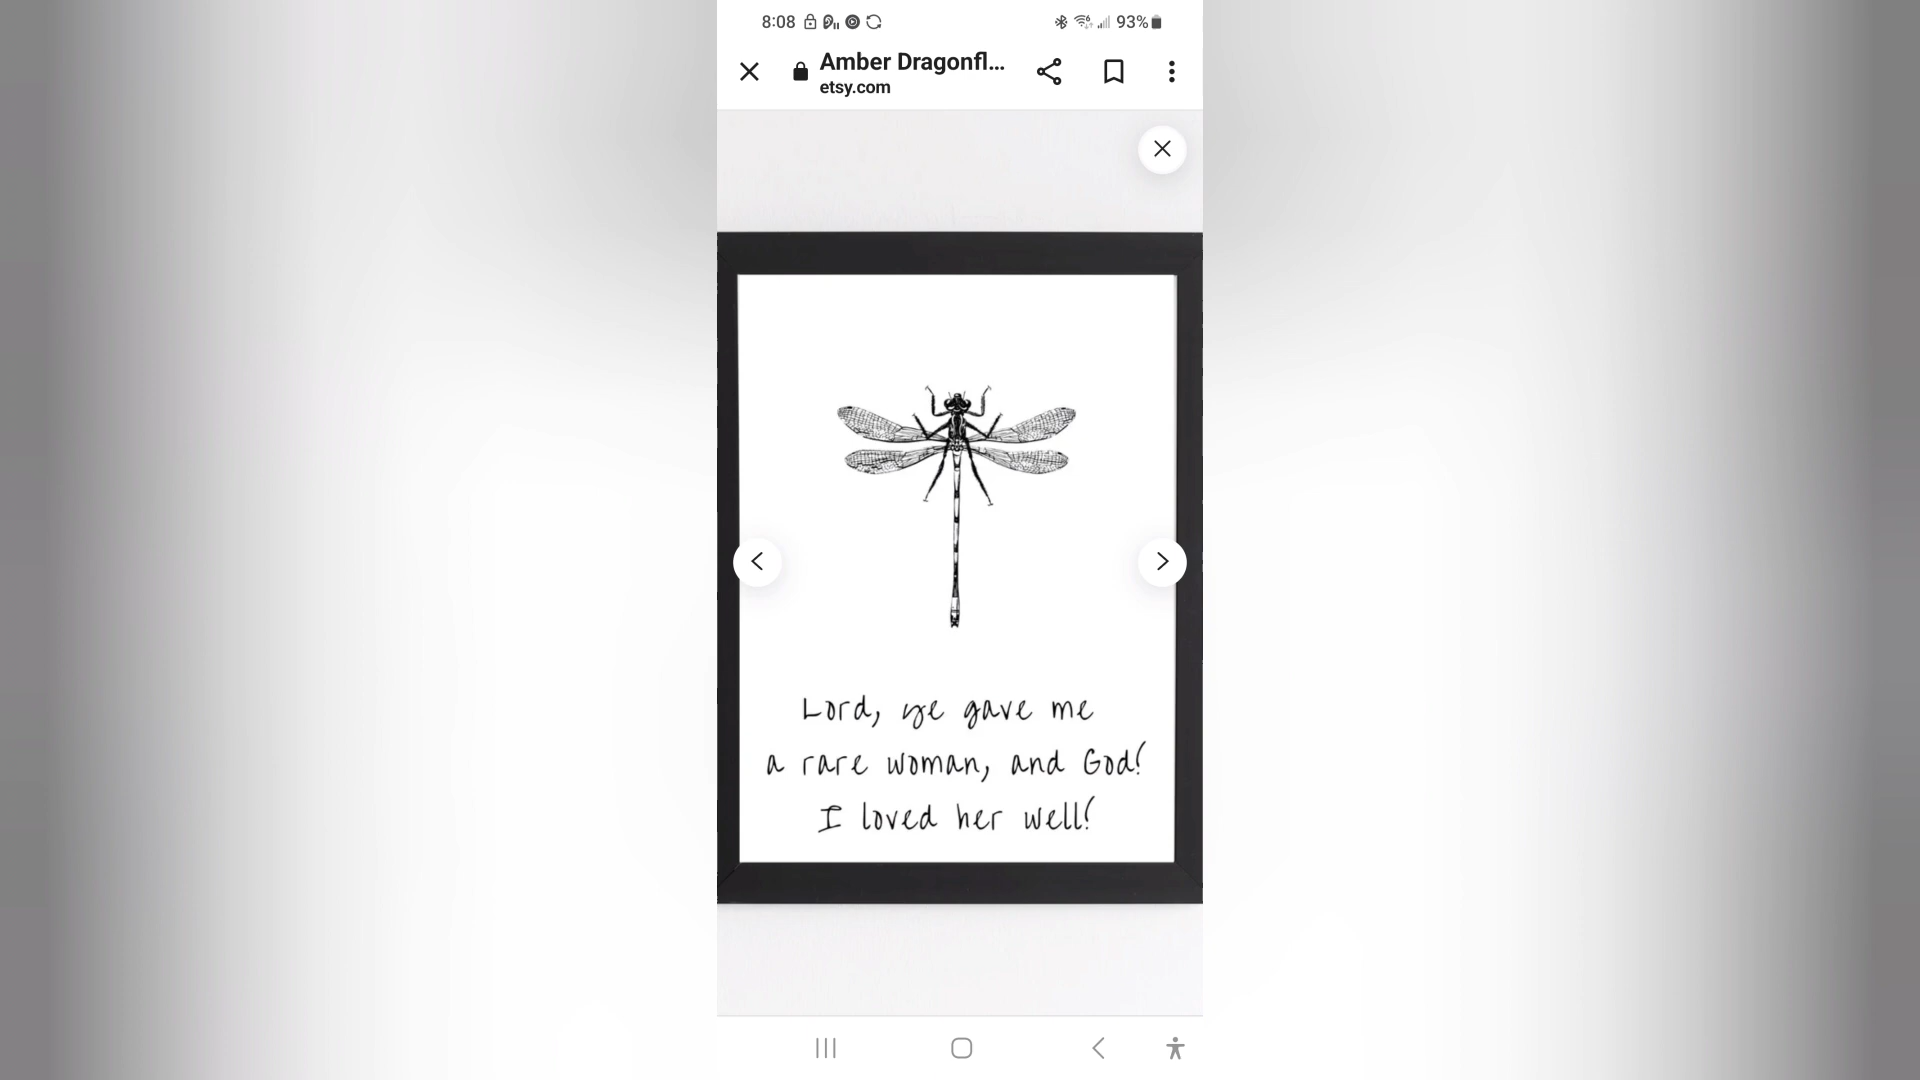 8:08
93%
Amber Dragonfl...
etsy.com
Lord, ye gave me
a rare woman, and God!
I loved her well!